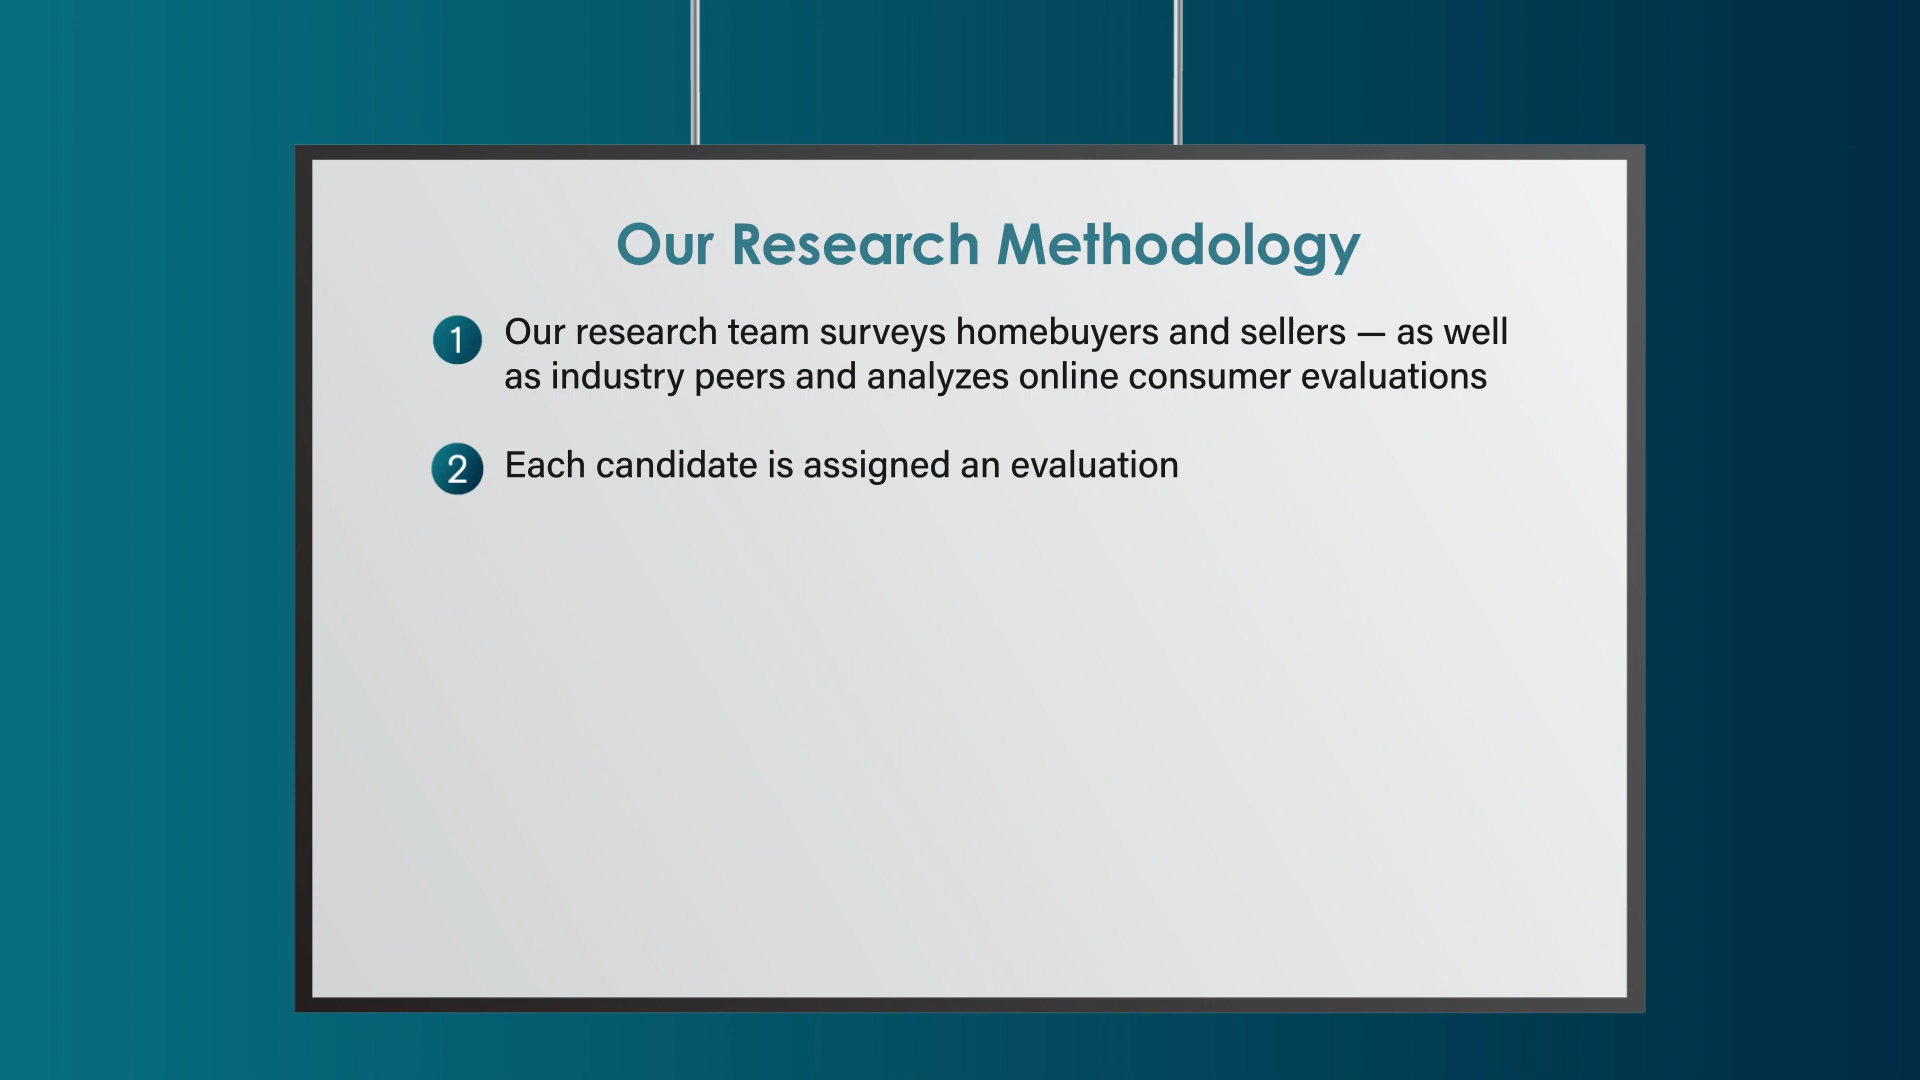 Our Research Methodology
1 Our research team surveys homebuyers and sellers — as well
as industry peers and analyzes online consumer evaluations
2 Each candidate is assigned an evaluation